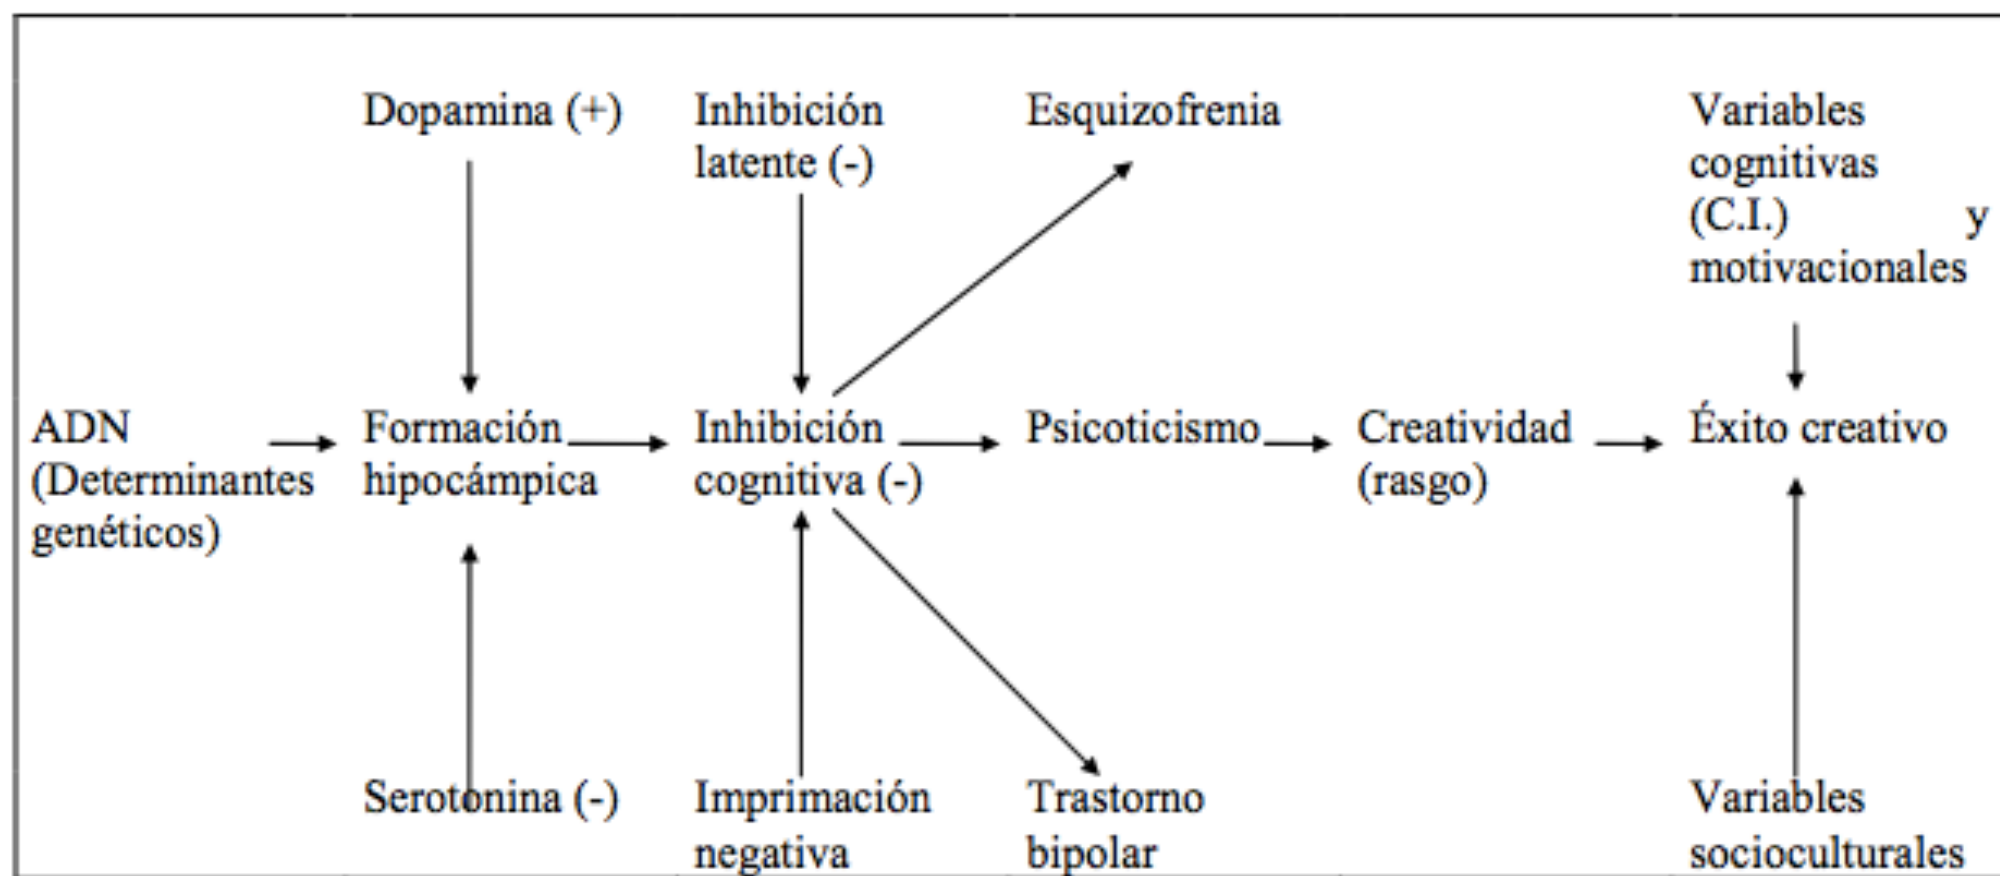 Dopamina (+)
Inhibición
latente (-)
Esquizofrenia
Variables
cognitivas
(C.I.) y
motivacionales
ADN
(Determinantes
genéticos)
Formación
hipocámpica
Inhibición
cognitiva (-)
Psicoticismo
Creatividad
(rasgo)
Éxito creativo
Serotonina (-)
Imprimación
negativa
Trastorno
bipolar
Variables
socioculturales